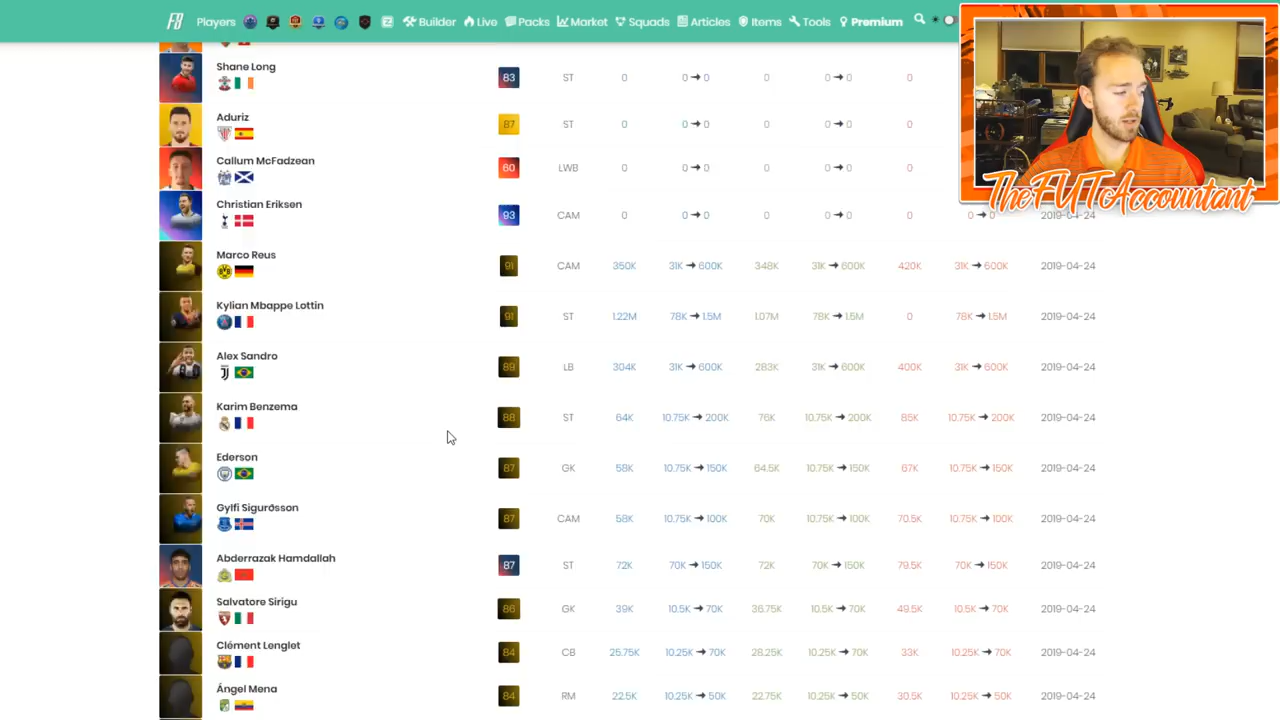 F8 Players Builder Live Packs Market Squads Articles Items Tools Premium
TheFUTAccountant
Shane Long 83 ST 0 0 → 0 0 0 → 0 0
Aduriz 87 ST 0 0 → 0 0 0 → 0 0
Callum McFadzean 60 LWB 0 0 → 0 0 0 → 0 0
Christian Eriksen 93 CAM 0 0 → 0 0 0 → 0 0 0 → 0 2019-04-24
Marco Reus 91 CAM 350K 31K → 600K 348K 31K → 600K 420K 31K → 600K 2019-04-24
Kylian Mbappe Lottin 91 ST 1.22M 78K → 1.5M 1.07M 78K → 1.5M 0 78K → 1.5M 2019-04-24
Alex Sandro 89 LB 304K 31K → 600K 283K 31K → 600K 400K 31K → 600K 2019-04-24
Karim Benzema 88 ST 64K 10.75K → 200K 76K 10.75K → 200K 85K 10.75K → 200K 2019-04-24
Ederson 87 GK 58K 10.75K → 150K 64.5K 10.75K → 150K 67K 10.75K → 150K 2019-04-24
Gylfi Sigurðsson 87 CAM 58K 10.75K → 100K 70K 10.75K → 100K 70.5K 10.75K → 100K 2019-04-24
Abderrazak Hamdallah 87 ST 72K 70K → 150K 72K 70K → 150K 79.5K 70K → 150K 2019-04-24
Salvatore Sirigu 86 GK 39K 10.5K → 70K 36.75K 10.5K → 70K 49.5K 10.5K → 70K 2019-04-24
Clément Lenglet 84 CB 25.75K 10.25K → 70K 28.25K 10.25K → 70K 33K 10.25K → 70K 2019-04-24
Ángel Mena 84 RM 22.5K 10.25K → 50K 22.75K 10.25K → 50K 30.5K 10.25K → 50K 2019-04-24